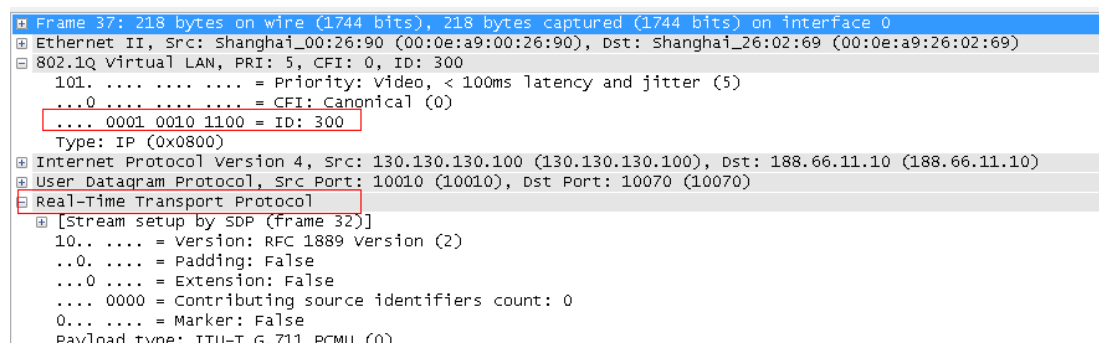 Frame 37: 218 bytes on wire (1744 bits), 218 bytes captured (1744 bits) on interface 0
Ethernet II, Src: Shanghai_00:26:90 (00:0e:a9:00:26:90), Dst: Shanghai_26:02:69 (00:0e:a9:26:02:69)
802.1Q Virtual LAN, PRI: 5, CFI: 0, ID: 300
101. .... .... .... = Priority: Video, < 100ms latency and jitter (5)
...0 .... .... .... = CFI: Canonical (0)
.... 0001 0010 1100 = ID: 300
Type: IP (0x0800)
Internet Protocol Version 4, Src: 130.130.130.100 (130.130.130.100), Dst: 188.66.11.10 (188.66.11.10)
User Datagram Protocol, Src Port: 10010 (10010), Dst Port: 10070 (10070)
Real-Time Transport Protocol
[Stream setup by SDP (frame 32)]
10.. .... = Version: RFC 1889 Version (2)
..0. .... = Padding: False
...0 .... = Extension: False
.... 0000 = Contributing source identifiers count: 0
0... .... = Marker: False
Payload type: ITU-T G.711 PCMU (0)